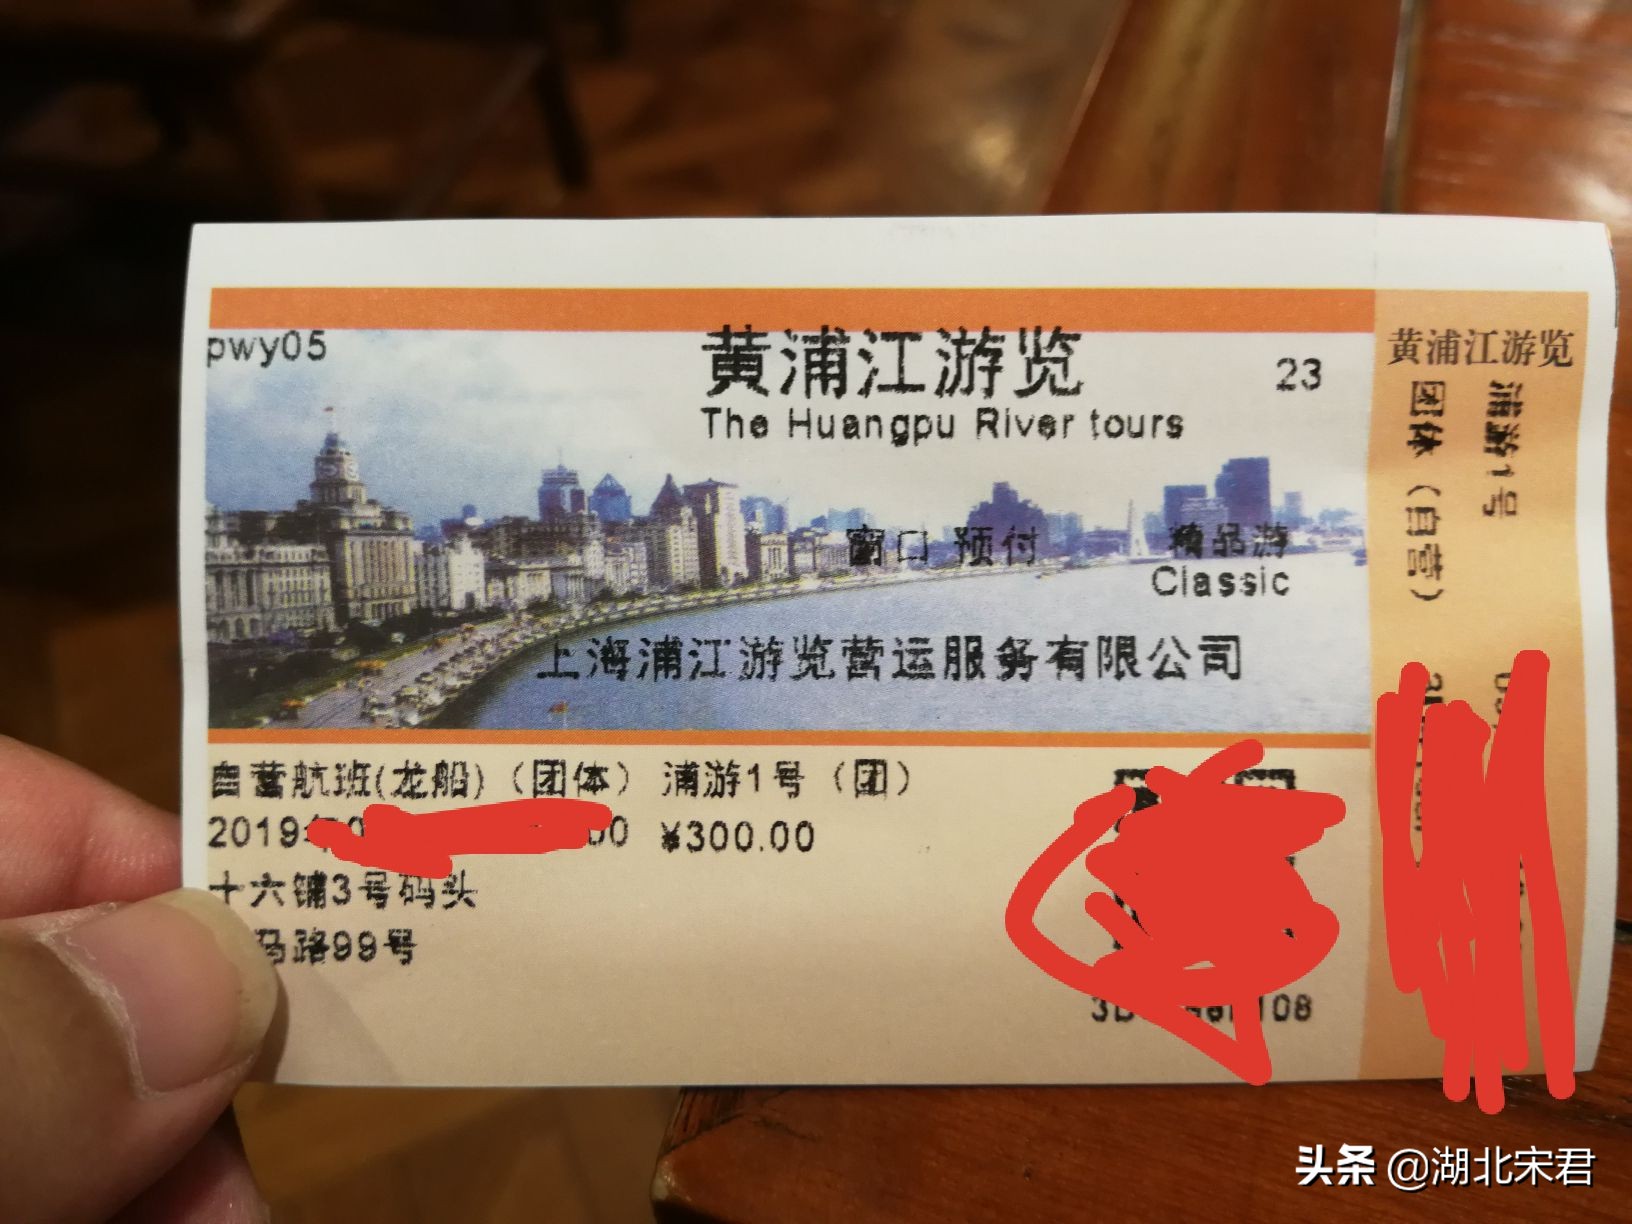 pwy05
黄浦江游览
23
The Huangpu River tours
窗口 预付
精品游
Classic
上海浦江游览营运服务有限公司
自营航班(龙船)（团体） 浦游1号（团）
2019 00 ¥300.00
十六铺3号码头
马路99号
108
黄浦江游览
浦游1号
团体（自营）
头条 @湖北宋君